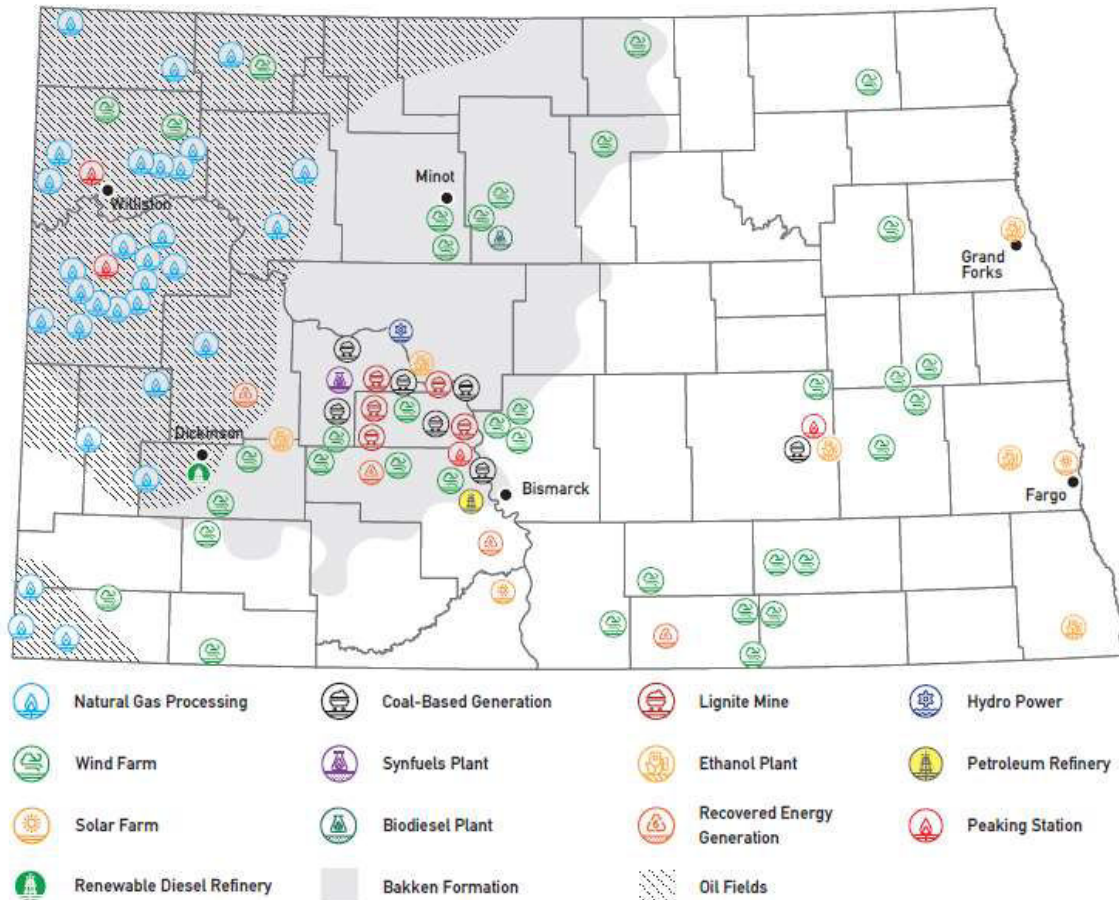 Minot
Williston
Grand
Forks
Dickinson
Bismarck
Fargo
Natural Gas Processing
Coal-Based Generation
Lignite Mine
Hydro Power
Wind Farm
Synfuels Plant
Ethanol Plant
Petroleum Refinery
Solar Farm
Biodiesel Plant
Recovered Energy
Generation
Peaking Station
Renewable Diesel Refinery
Bakken Formation
Oil Fields